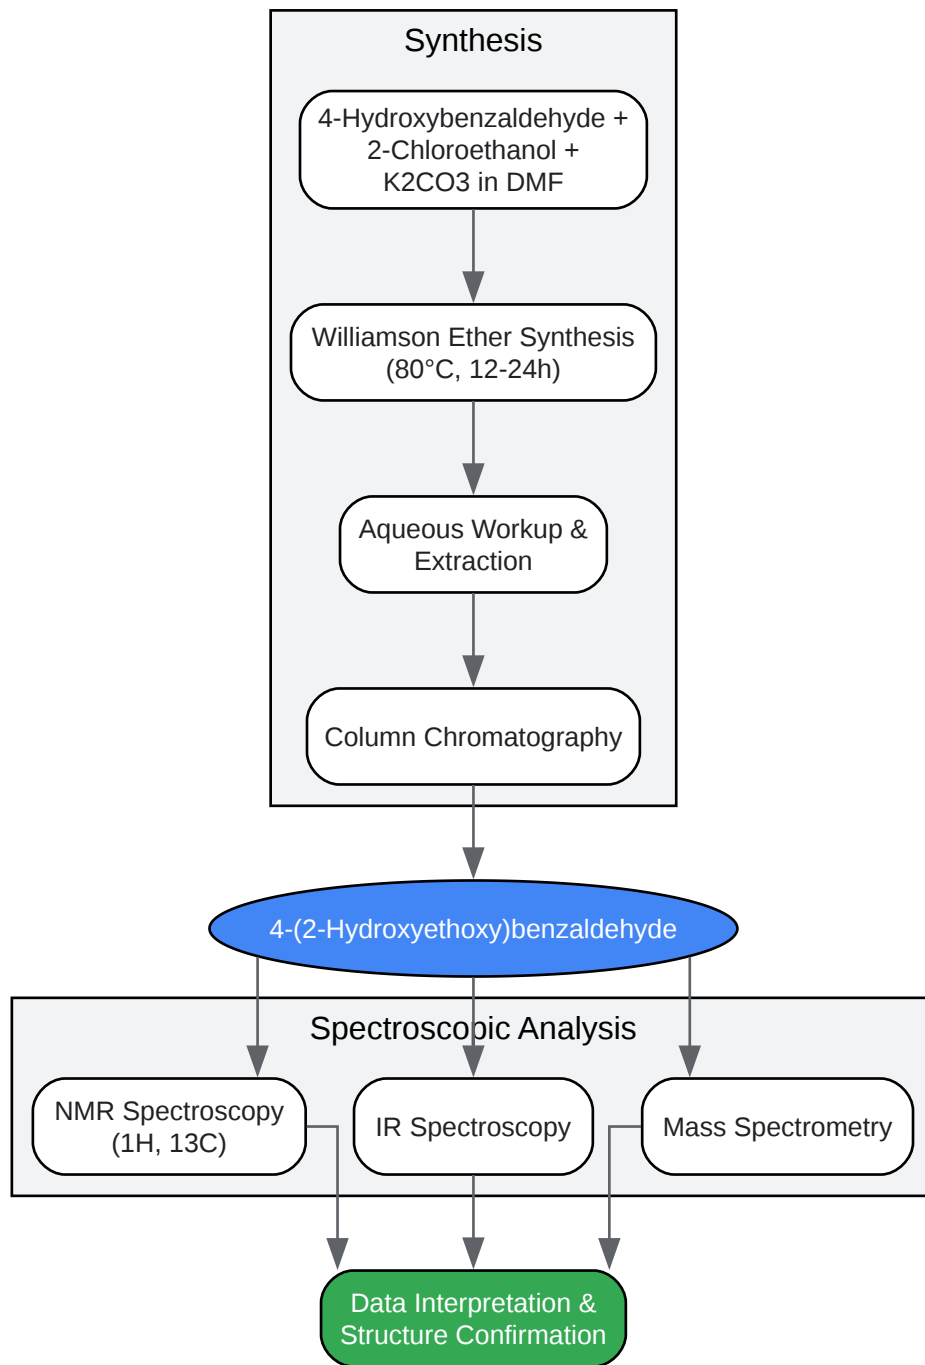 Synthesis
4-Hydroxybenzaldehyde +
2-Chloroethanol +
K2CO3 in DMF
Williamson Ether Synthesis
(80°C, 12-24h)
Aqueous Workup &
Extraction
Column Chromatography
4-(2-Hydroxyethoxy)benzaldehyde
Spectroscopic Analysis
NMR Spectroscopy
(1H, 13C)
IR Spectroscopy
Mass Spectrometry
Data Interpretation &
Structure Confirmation